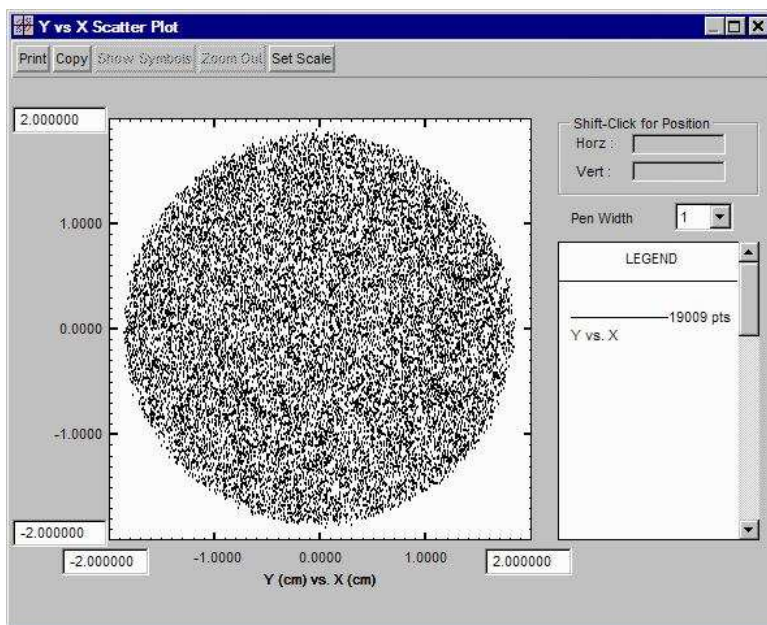 Y vs X Scatter Plot
Print Copy Show Symbols Zoom Out Set Scale
2.000000
1.0000
0.0000
-1.0000
-2.000000
-2.000000 -1.0000 0.0000 1.0000 2.000000
Y (cm) vs. X (cm)
Shift-Click for Position
Horz :
Vert :
Pen Width 1
LEGEND
19009 pts
Y vs. X